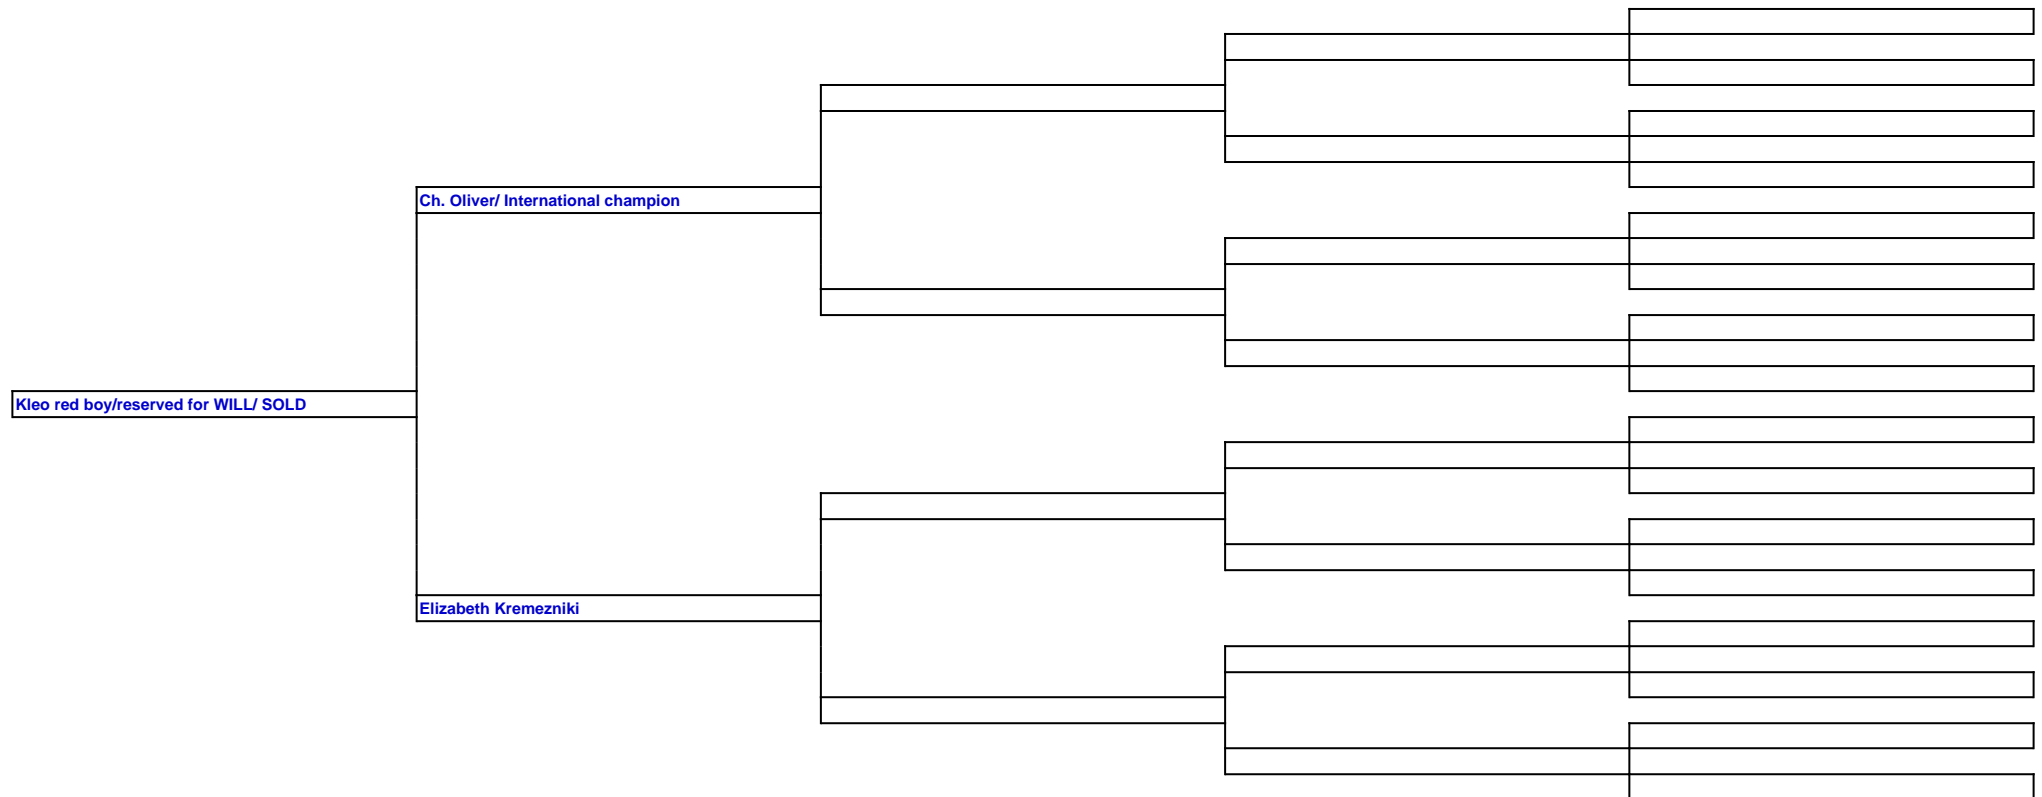 Ch. Oliver/ International champion
Kleo red boy/reserved for WILL/ SOLD
Elizabeth Kremezniki